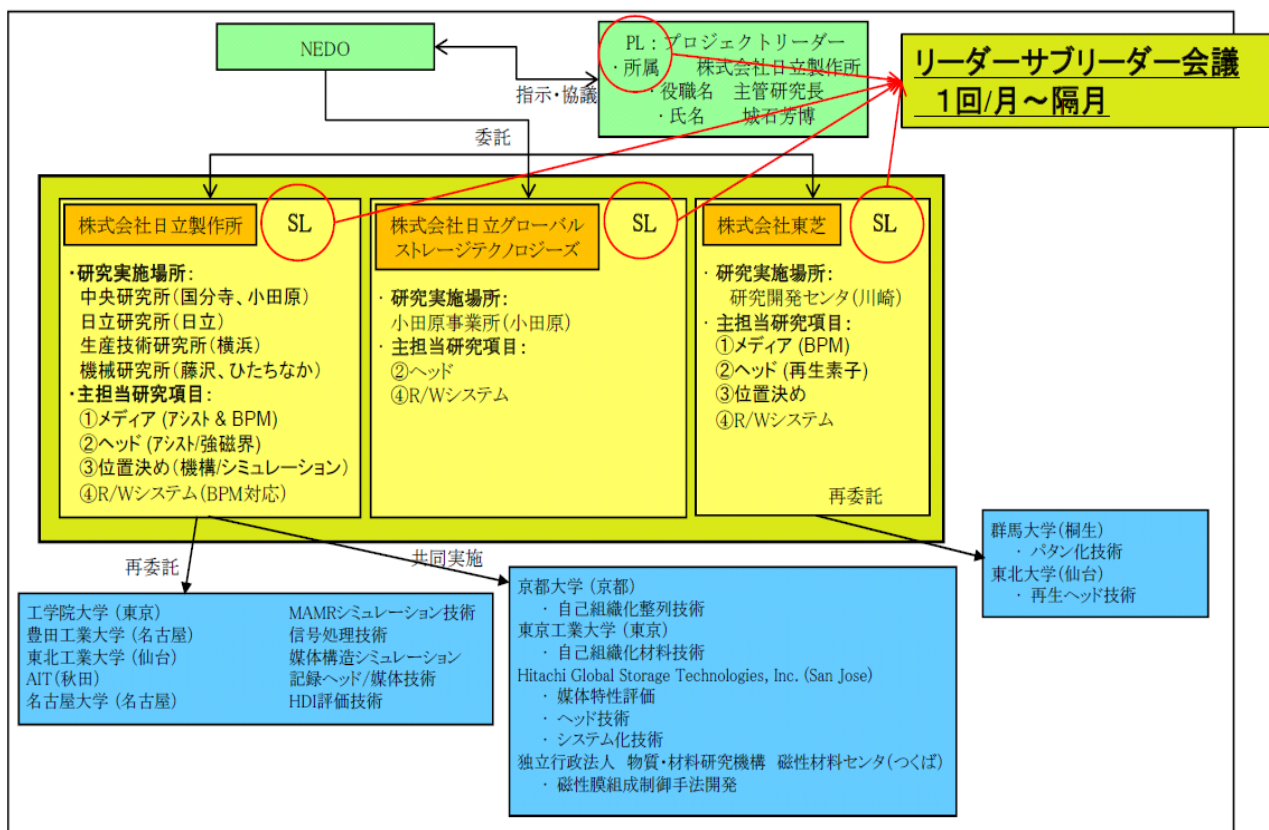 NEDO
指示・協議
PL：プロジェクトリーダー
・所属　　株式会社日立製作所
・役職名　主管研究長
・氏名　　城石芳博
リーダーサブリーダー会議
1回/月～隔月
委託
株式会社日立製作所
SL
・研究実施場所：
中央研究所（国分寺、小田原）
日立研究所（日立）
生産技術研究所（横浜）
機械研究所（藤沢、ひたちなか）
・主担当研究項目：
①メディア (アシスト & BPM)
②ヘッド (アシスト/強磁界)
③位置決め（機構/シミュレーション）
④R/Wシステム（BPM対応）
株式会社日立グローバル
ストレージテクノロジーズ
SL
・研究実施場所：
小田原事業所（小田原）
・主担当研究項目：
②ヘッド
④R/Wシステム
株式会社東芝
SL
・研究実施場所：
研究開発センタ（川崎）
・主担当研究項目：
①メディア (BPM)
②ヘッド (再生素子)
③位置決め
④R/Wシステム
再委託
再委託
工学院大学 (東京)　MAMRシミュレーション技術
豊田工業大学 (名古屋)　信号処理技術
東北工業大学 (仙台)　媒体構造シミュレーション
AIT(秋田)　記録ヘッド/媒体技術
名古屋大学 (名古屋)　HDI評価技術
共同実施
京都大学 (京都)
・自己組織化整列技術
東京工業大学 (東京)
・自己組織化材料技術
Hitachi Global Storage Technologies, Inc. (San Jose)
・媒体特性評価
・ヘッド技術
・システム化技術
独立行政法人　物質・材料研究機構　磁性材料センタ(つくば)
・磁性膜組成制御手法開発
群馬大学(桐生)
・パタン化技術
東北大学(仙台)
・再生ヘッド技術